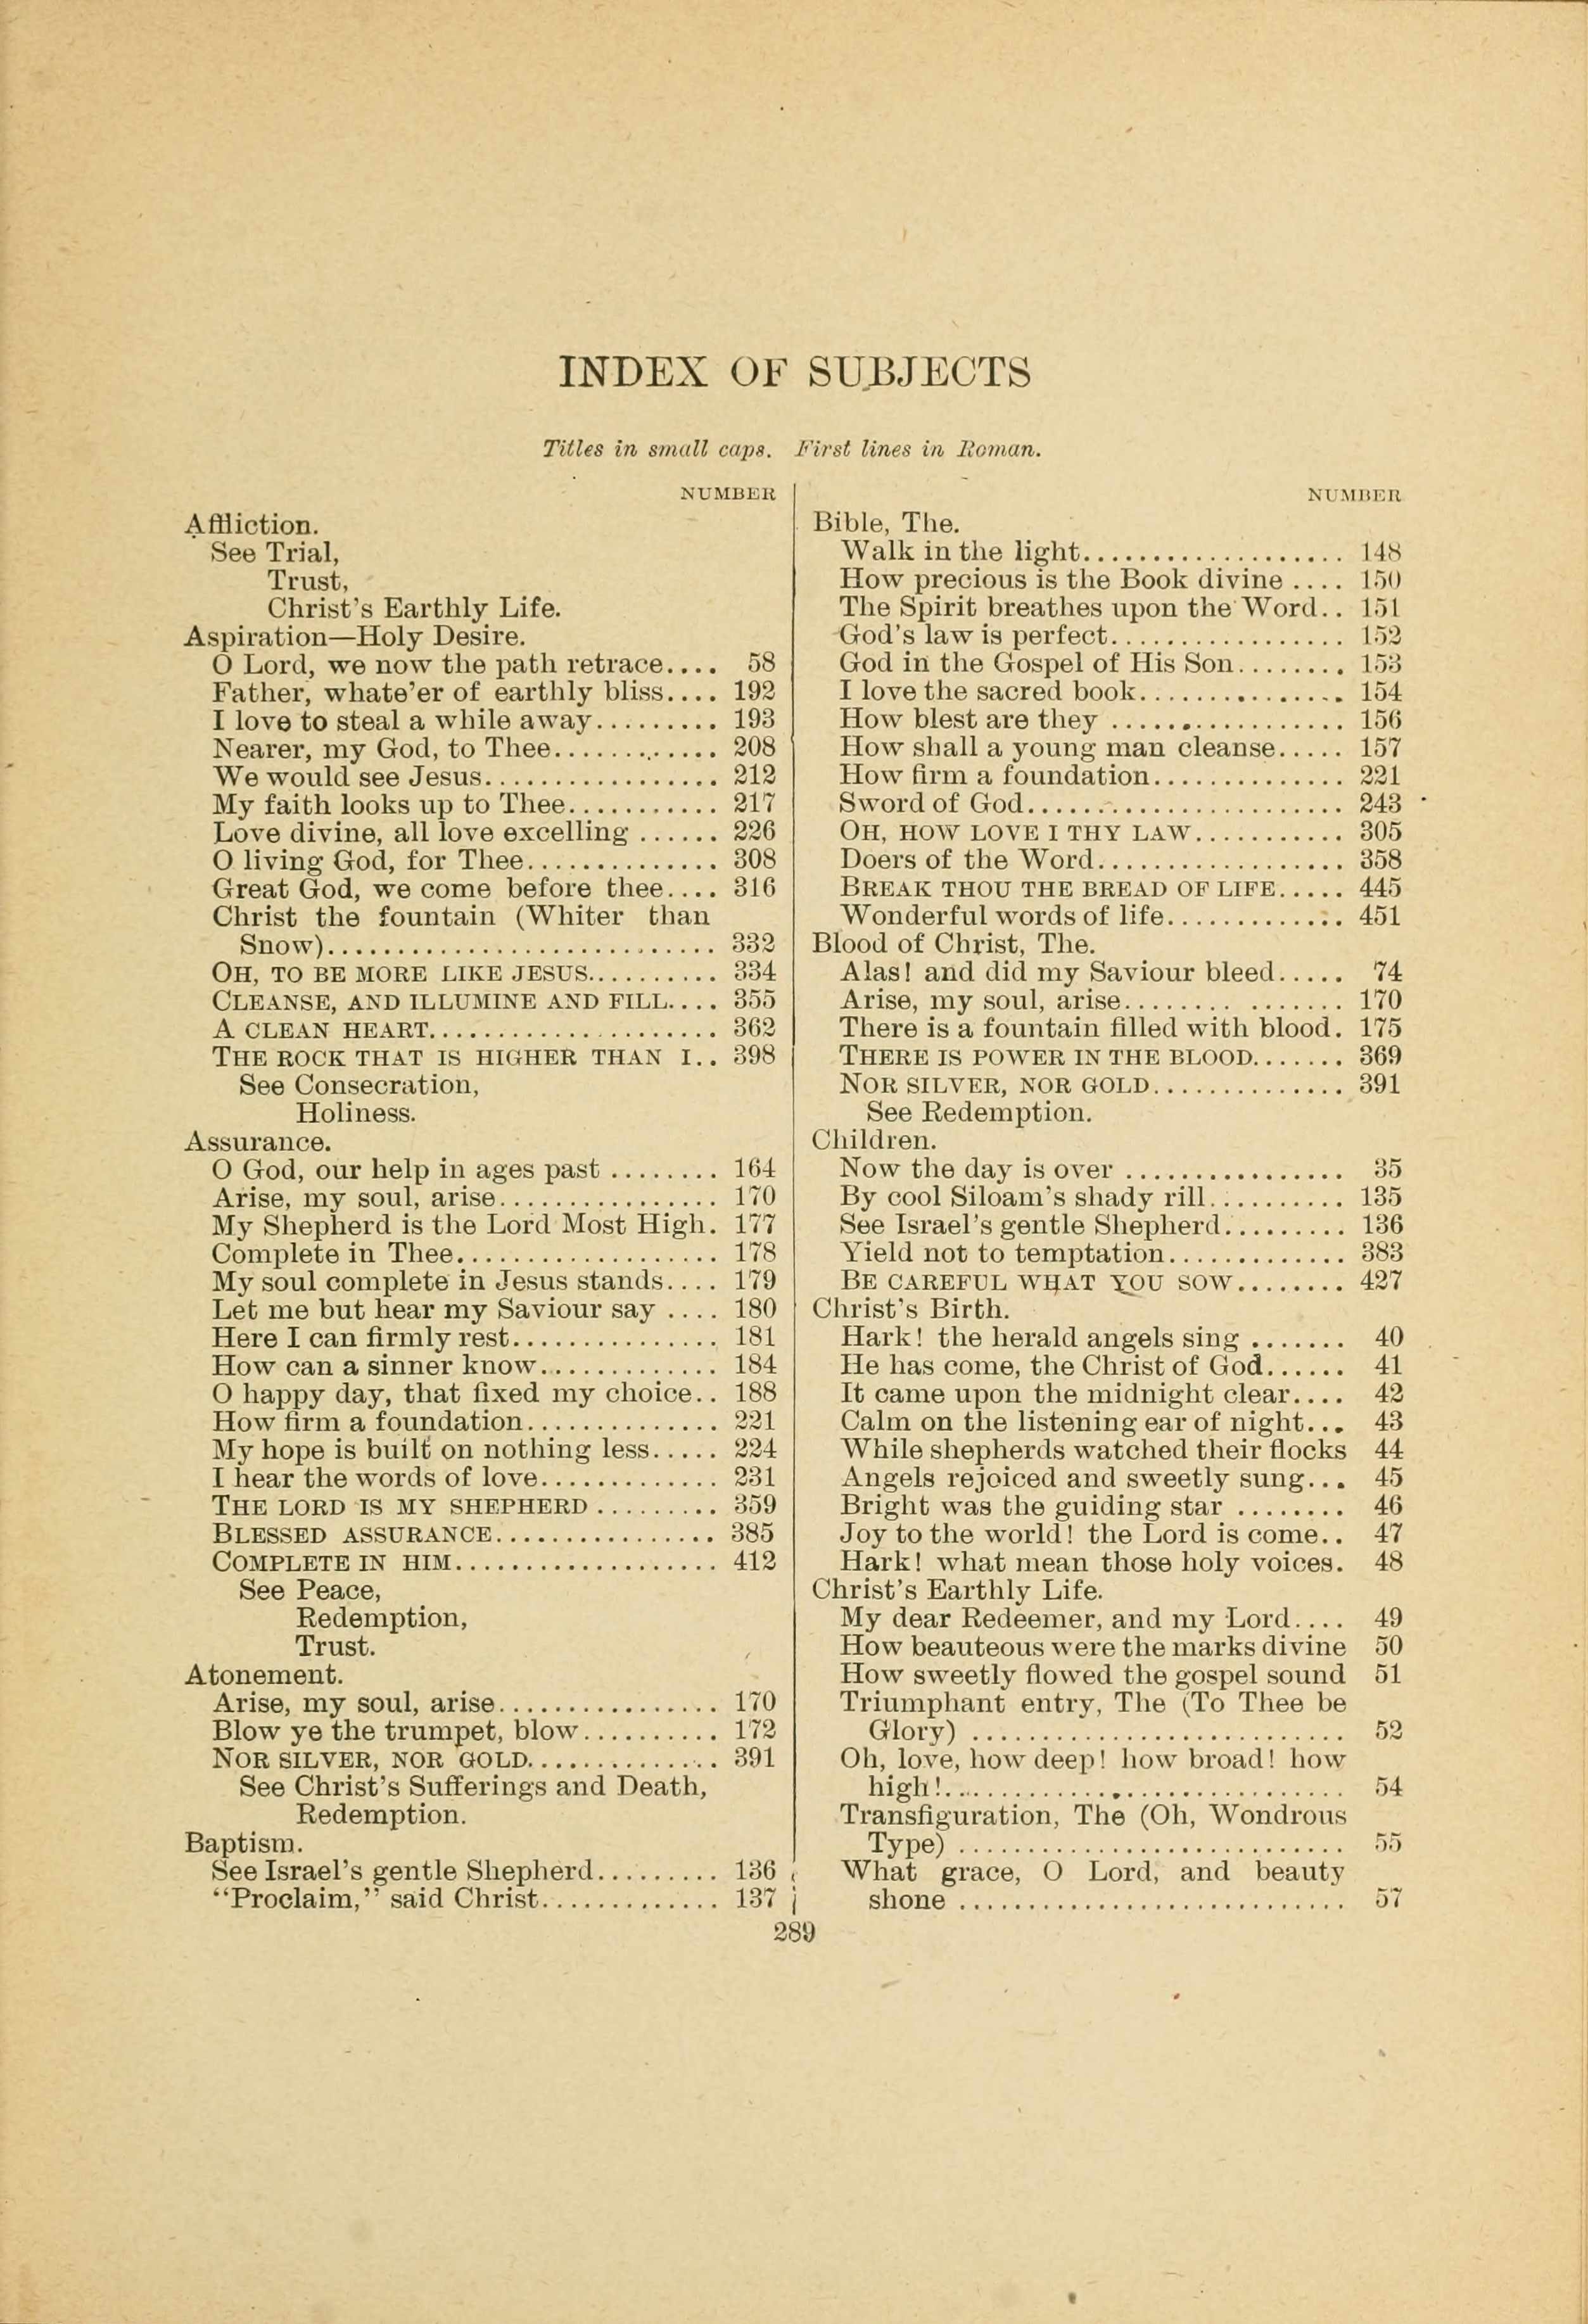 INDEX OF SUBJECTS
Titles in small caps. First lines in Roman.
NUMBER
Affliction.
See Trial,
Trust,
Christ's Earthly Life.
Aspiration—Holy Desire.
O Lord, we now the path retrace.... 58
Father, whate'er of earthly bliss.... 192
I love to steal a while away......... 193
Nearer, my God, to Thee............ 208
We would see Jesus................. 212
My faith looks up to Thee........... 217
Love divine, all love excelling ...... 226
O living God, for Thee.............. 308
Great God, we come before thee.... 316
Christ the fountain (Whiter than
Snow)............................ 332
OH, TO BE MORE LIKE JESUS.......... 334
CLEANSE, AND ILLUMINE AND FILL.... 355
A CLEAN HEART..................... 362
THE ROCK THAT IS HIGHER THAN I.. 398
See Consecration,
Holiness.
Assurance.
O God, our help in ages past ........ 164
Arise, my soul, arise................ 170
My Shepherd is the Lord Most High. 177
Complete in Thee................... 178
My soul complete in Jesus stands.... 179
Let me but hear my Saviour say .... 180
Here I can firmly rest............... 181
How can a sinner know............. 184
O happy day, that fixed my choice.. 188
How firm a foundation.............. 221
My hope is built on nothing less..... 224
I hear the words of love............. 231
THE LORD IS MY SHEPHERD ......... 359
BLESSED ASSURANCE................ 385
COMPLETE IN HIM................... 412
See Peace,
Redemption,
Trust.
Atonement.
Arise, my soul, arise................ 170
Blow ye the trumpet, blow.......... 172
NOR SILVER, NOR GOLD.............. 391
See Christ's Sufferings and Death,
Redemption.
Baptism.
See Israel's gentle Shepherd......... 136
"Proclaim," said Christ............. 137
NUMBER
Bible, The.
Walk in the light................... 148
How precious is the Book divine .... 150
The Spirit breathes upon the Word.. 151
God's law is perfect................. 152
God in the Gospel of His Son........ 153
I love the sacred book............... 154
How blest are they ................. 156
How shall a young man cleanse..... 157
How firm a foundation.............. 221
Sword of God....................... 243
OH, HOW LOVE I THY LAW........... 305
Doers of the Word.................. 358
BREAK THOU THE BREAD OF LIFE..... 445
Wonderful words of life............. 451
Blood of Christ, The.
Alas! and did my Saviour bleed..... 74
Arise, my soul, arise................ 170
There is a fountain filled with blood. 175
THERE IS POWER IN THE BLOOD....... 369
NOR SILVER, NOR GOLD.............. 391
See Redemption.
Children.
Now the day is over ................ 35
By cool Siloam's shady rill.......... 135
See Israel's gentle Shepherd......... 136
Yield not to temptation............. 383
BE CAREFUL WHAT YOU SOW........ 427
Christ's Birth.
Hark! the herald angels sing ....... 40
He has come, the Christ of God...... 41
It came upon the midnight clear.... 42
Calm on the listening ear of night... 43
While shepherds watched their flocks 44
Angels rejoiced and sweetly sung... 45
Bright was the guiding star ........ 46
Joy to the world! the Lord is come.. 47
Hark! what mean those holy voices. 48
Christ's Earthly Life.
My dear Redeemer, and my Lord.... 49
How beauteous were the marks divine 50
How sweetly flowed the gospel sound 51
Triumphant entry, The (To Thee be
Glory) ........................... 52
Oh, love, how deep! how broad! how
high!............................. 54
Transfiguration, The (Oh, Wondrous
Type) ............................ 55
What grace, O Lord, and beauty
shone ............................ 57
289